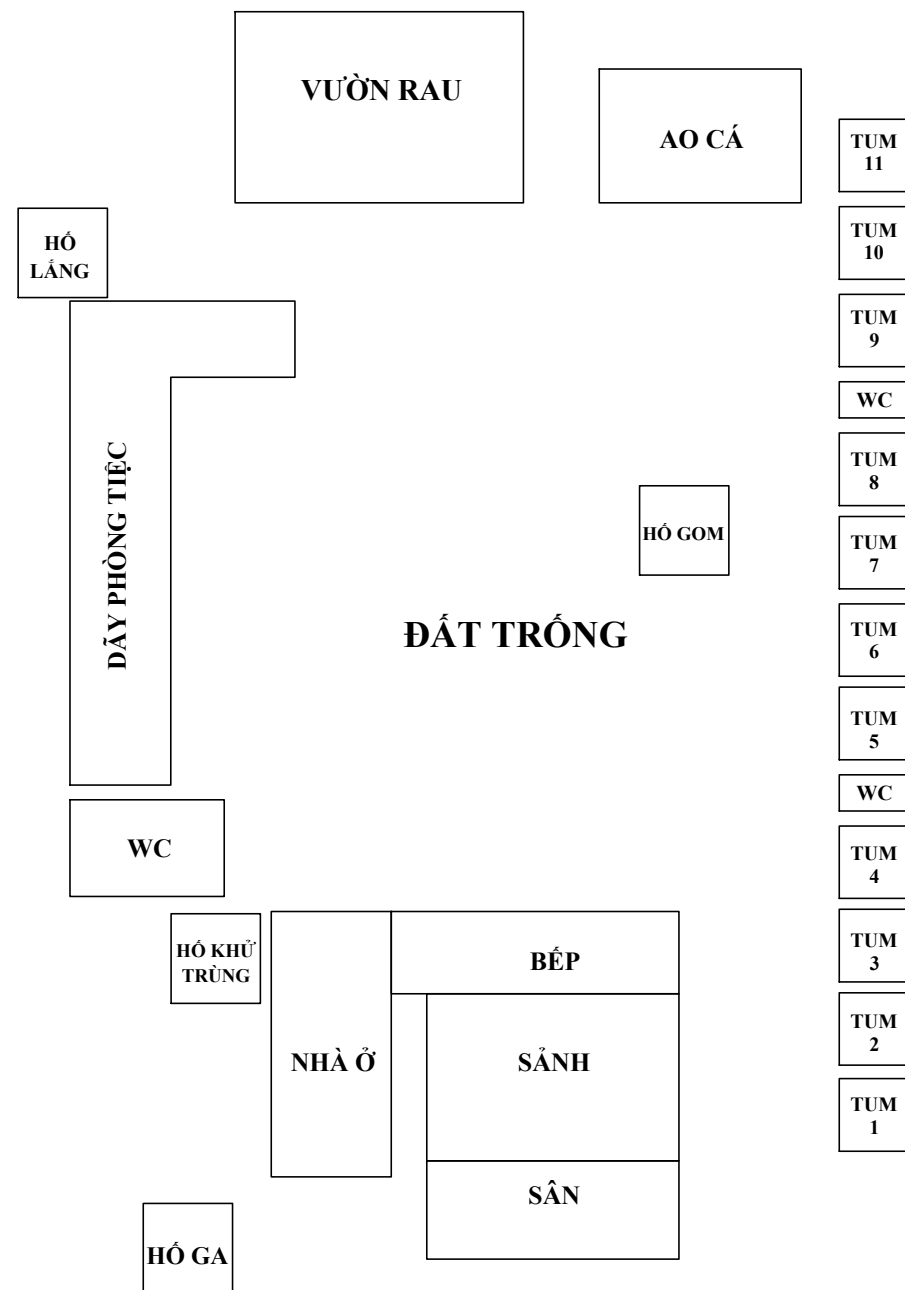 VƯỜN RAU
AO CÁ
TUM
11
HỐ
LẮNG
TUM
10
TUM
9
WC
TUM
8
DÃY PHÒNG TIỆC
HỐ GOM
TUM
7
ĐẤT TRỐNG
TUM
6
TUM
5
WC
WC
TUM
4
HỐ KHỬ
TRÙNG
BẾP
TUM
3
TUM
2
NHÀ Ở
SẢNH
TUM
1
SÂN
HỐ GA